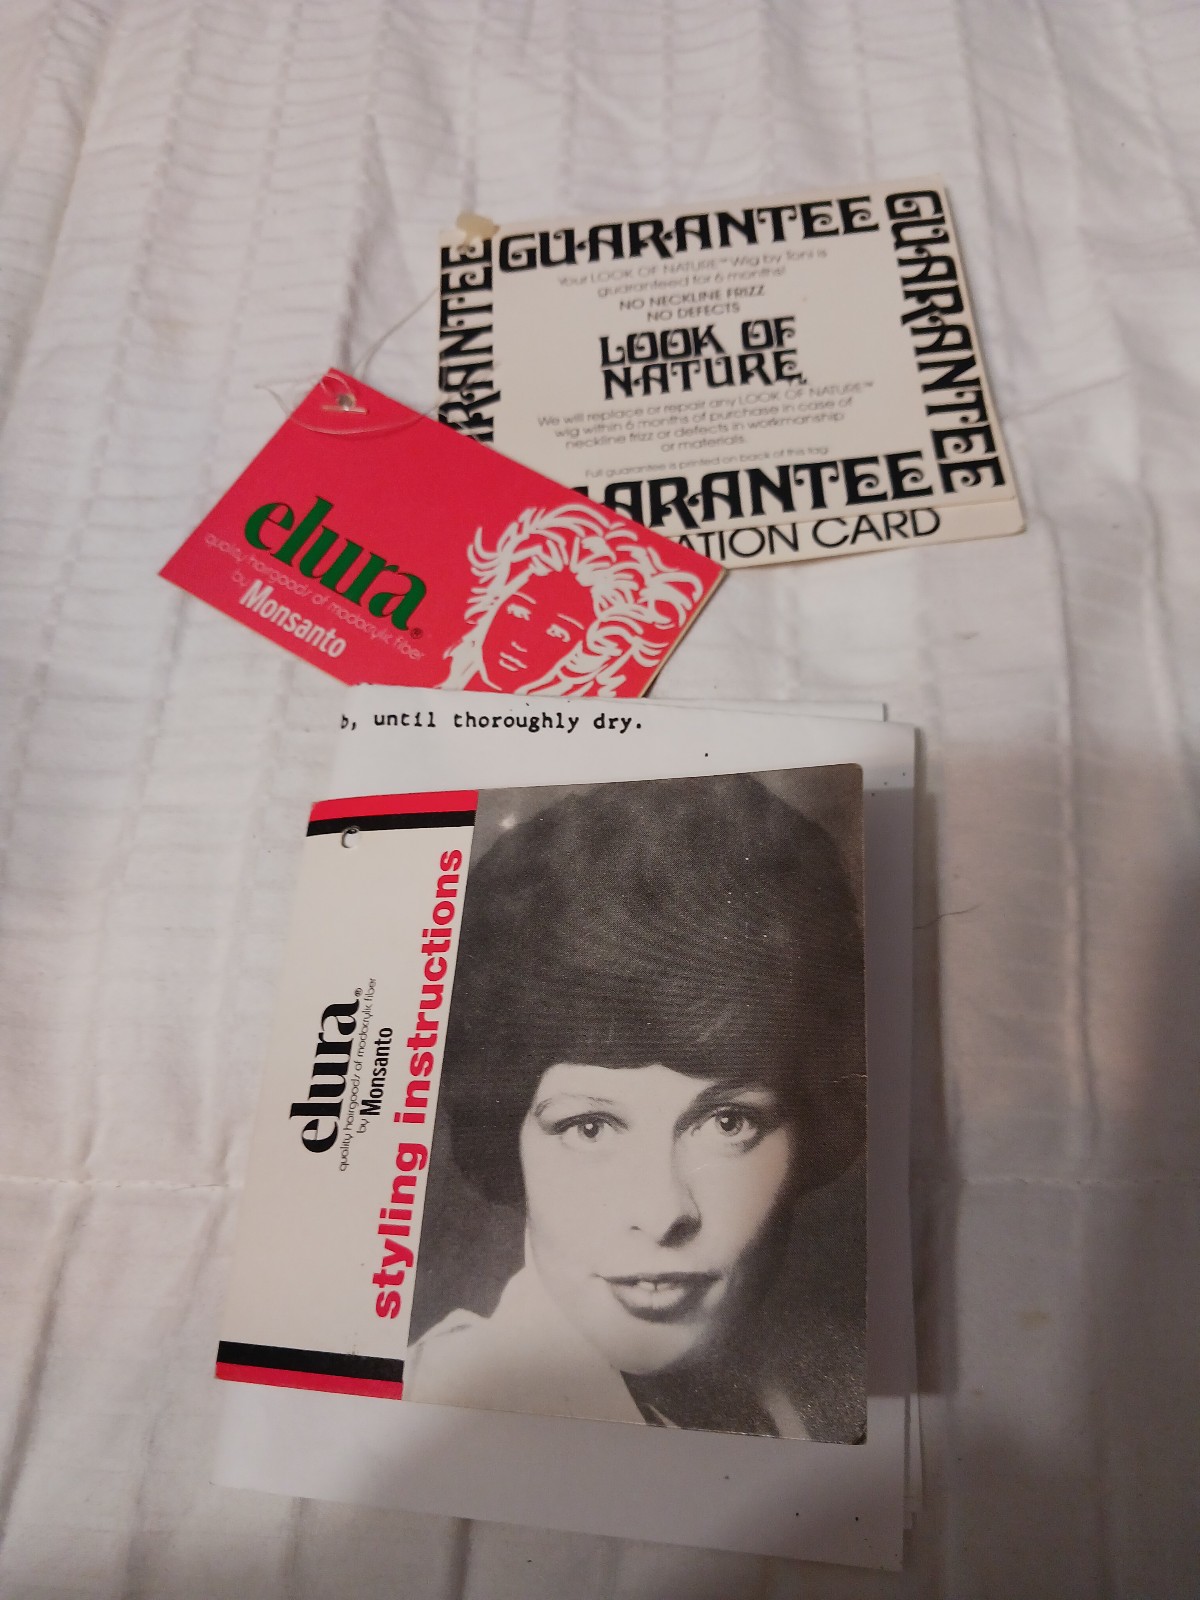 GUARANTEE
GUARANTEE
RANTEE
Your LOOK OF NATURE™ Wig by Toni is
guaranteed for 6 months!
NO NECKLINE FRIZZ
NO DEFECTS
LOOK OF
NATURE
We will replace or repair any LOOK OF NATURE™
wig within 6 months of purchase in case of
neckline frizz or defects in workmanship
or materials.
Full guarantee is printed on back of this tag
ARANTEE
ATION CARD
elura®
quality hairgoods of modacrylic fiber
by Monsanto
b, until thoroughly dry.
elura®
quality hairgoods of modacrylic fiber
by Monsanto
styling instructions